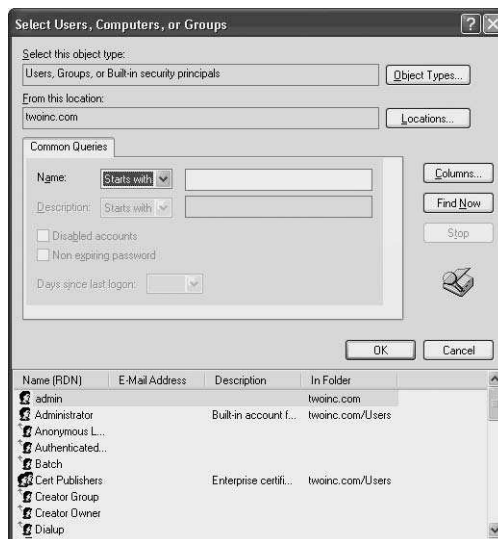 Select Users, Computers, or Groups
Select this object type:
Users, Groups, or Built-in security principals
Object Types...
From this location:
twoinc.com
Locations...
Common Queries
Name: Starts with
Columns...
Description: Starts with
Find Now
Disabled accounts
Stop
Non expiring password
Days since last logon:
OK Cancel
Name (RDN) E-Mail Address Description In Folder
admin twoinc.com
Administrator Built-in account f... twoinc.com/Users
Anonymous L...
Authenticated...
Batch
Cert Publishers Enterprise certifi... twoinc.com/Users
Creator Group
Creator Owner
Dialup